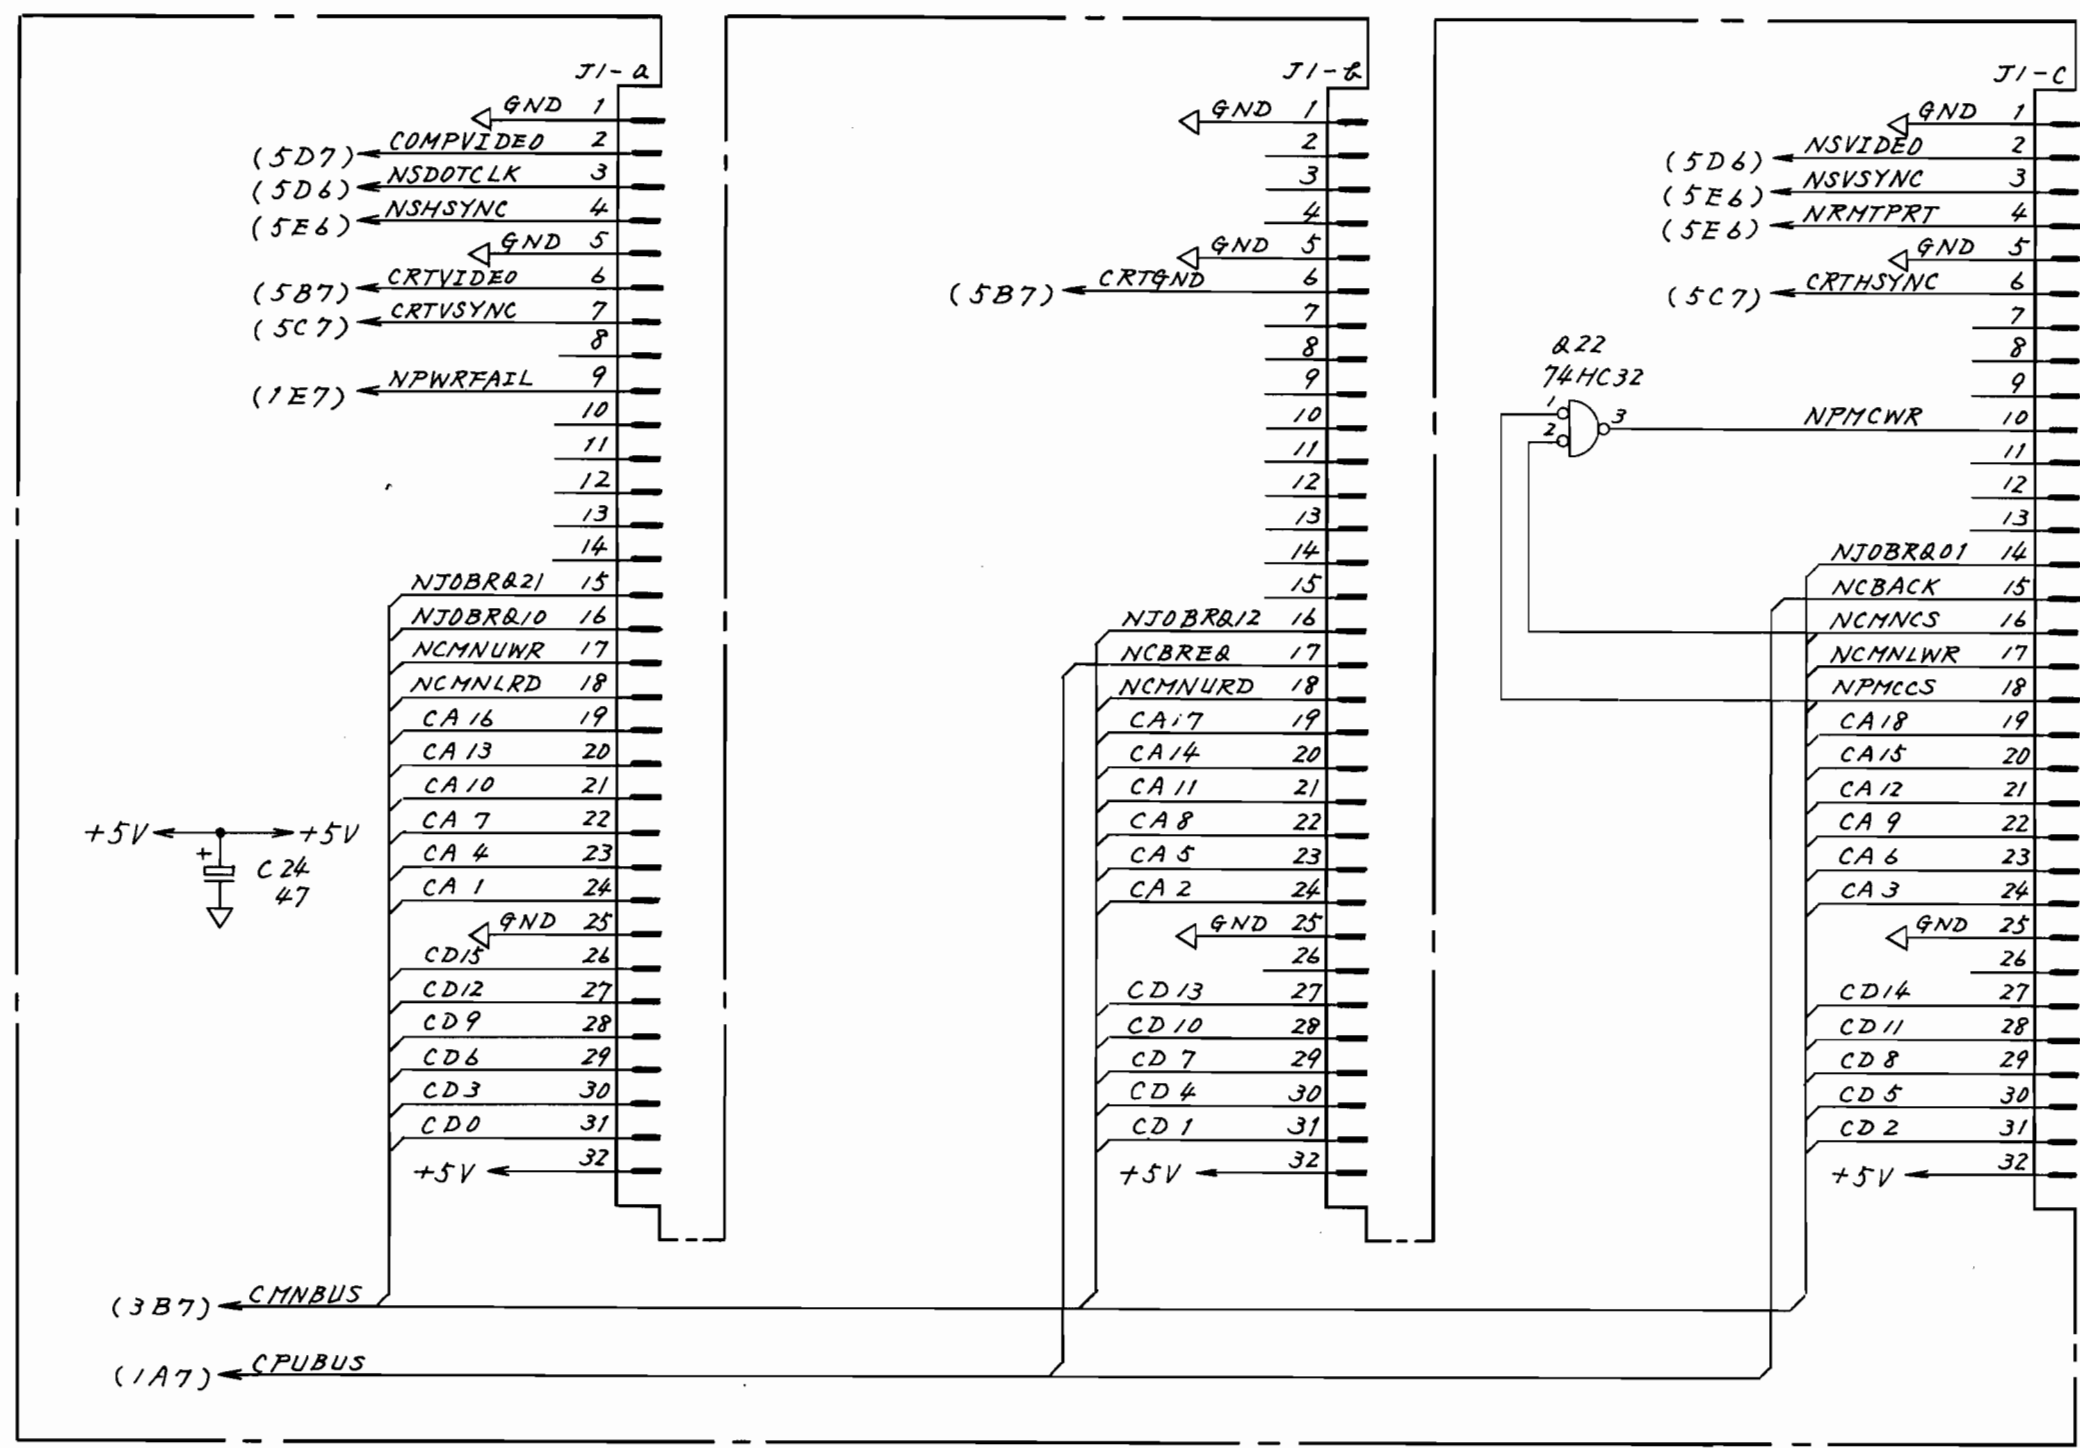 J1-a
GND 1
(5D7) COMPVIDEO 2
(5D6) NSDOTCLK 3
(5E6) NSHSYNC 4
GND 5
(5B7) CRTVIDEO 6
(5C7) CRTVSYNC 7
8
(1E7) NPWRFAIL 9
10
11
12
13
14
NJOBRQ21 15
NJOBRQ10 16
NCMNUWR 17
NCMNLRD 18
CA16 19
CA13 20
CA10 21
CA7 22
CA4 23
CA1 24
GND 25
CD15 26
CD12 27
CD9 28
CD6 29
CD3 30
CD0 31
+5V 32
+5V +5V
+
C24
47
J1-b
GND 1
2
3
4
GND 5
(5B7) CRTGND 6
7
8
9
10
11
12
13
14
15
NJOBRQ12 16
NCBREQ 17
NCMNURD 18
CA17 19
CA14 20
CA11 21
CA8 22
CA5 23
CA2 24
GND 25
26
CD13 27
CD10 28
CD7 29
CD4 30
CD1 31
+5V 32
J1-C
GND 1
(5D6) NSVIDEO 2
(5E6) NSVSYNC 3
(5E6) NRMTPRT 4
GND 5
(5C7) CRTHSYNC 6
7
8
9
Q22
74HC32
1
2
3
NPMCWR 10
11
12
13
NJOBRQ01 14
NCBACK 15
NCMNCS 16
NCMNLWR 17
NPMCCS 18
CA18 19
CA15 20
CA12 21
CA9 22
CA6 23
CA3 24
GND 25
26
CD14 27
CD11 28
CD8 29
CD5 30
CD2 31
+5V 32
(3B7) CMNBUS
(1A7) CPUBUS